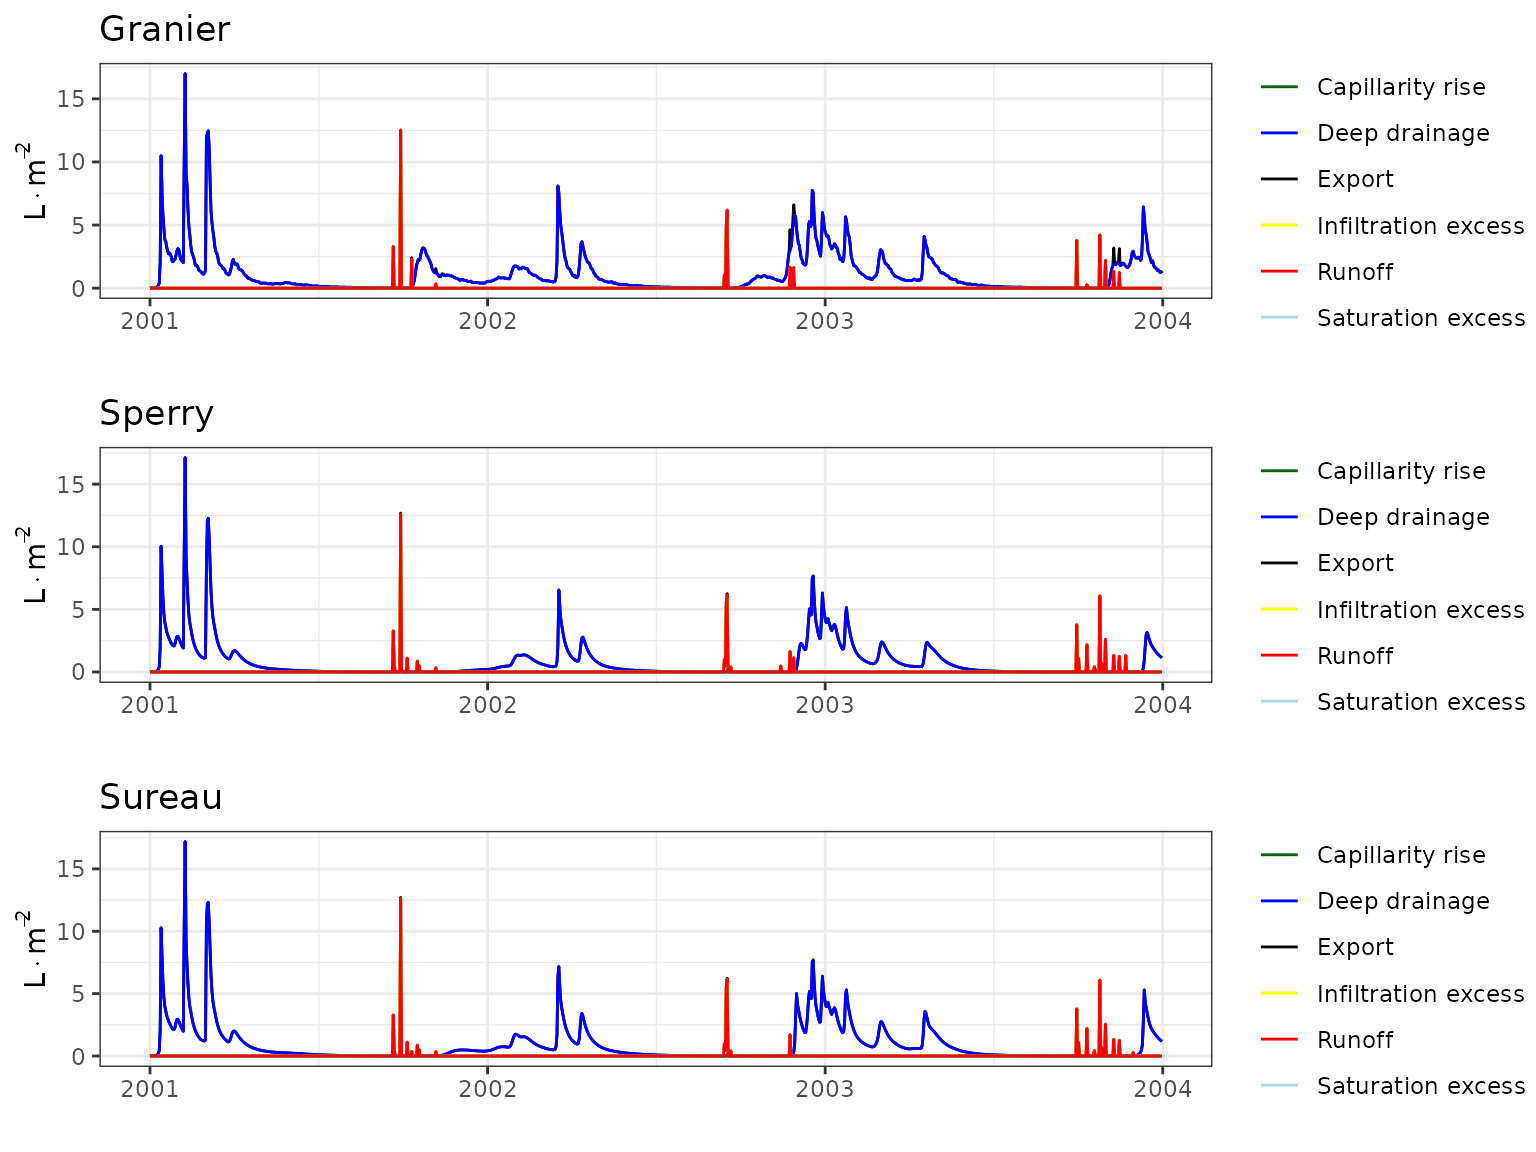 Granier
L · m⁻²
15
10
5
0
2001 2002 2003 2004
Capillarity rise
Deep drainage
Export
Infiltration excess
Runoff
Saturation excess
Sperry
L · m⁻²
15
10
5
0
2001 2002 2003 2004
Capillarity rise
Deep drainage
Export
Infiltration excess
Runoff
Saturation excess
Sureau
L · m⁻²
15
10
5
0
2001 2002 2003 2004
Capillarity rise
Deep drainage
Export
Infiltration excess
Runoff
Saturation excess